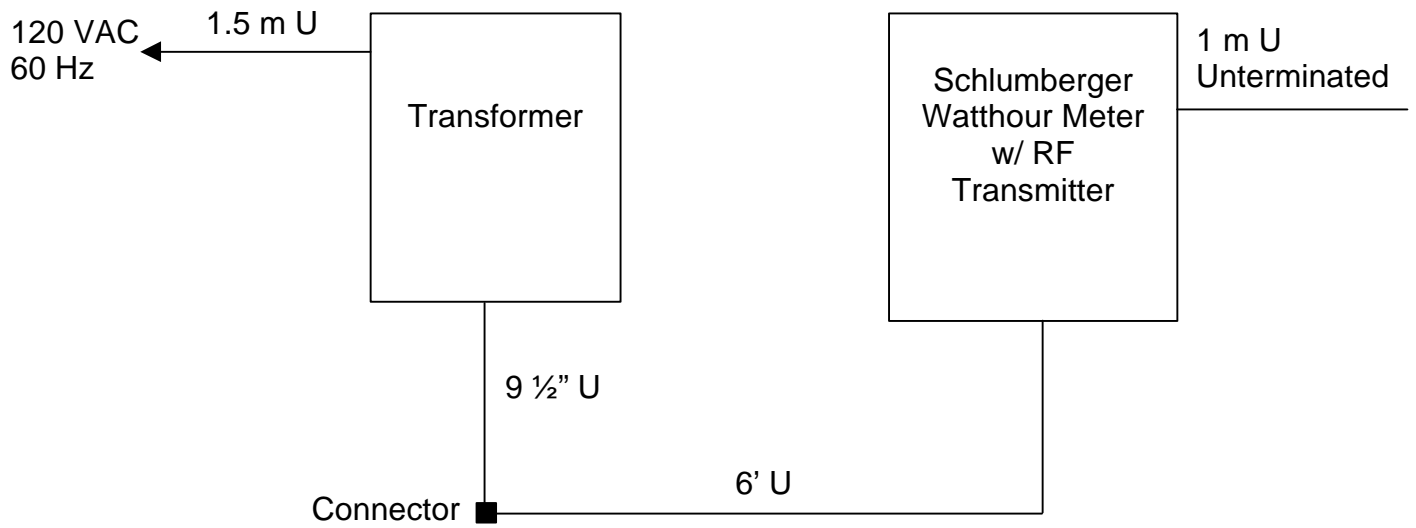 120 VAC
60 Hz
1.5 m U
Transformer
Schlumberger
Watthour Meter
w/ RF
Transmitter
1 m U
Unterminated
9 ½” U
6’ U
Connector